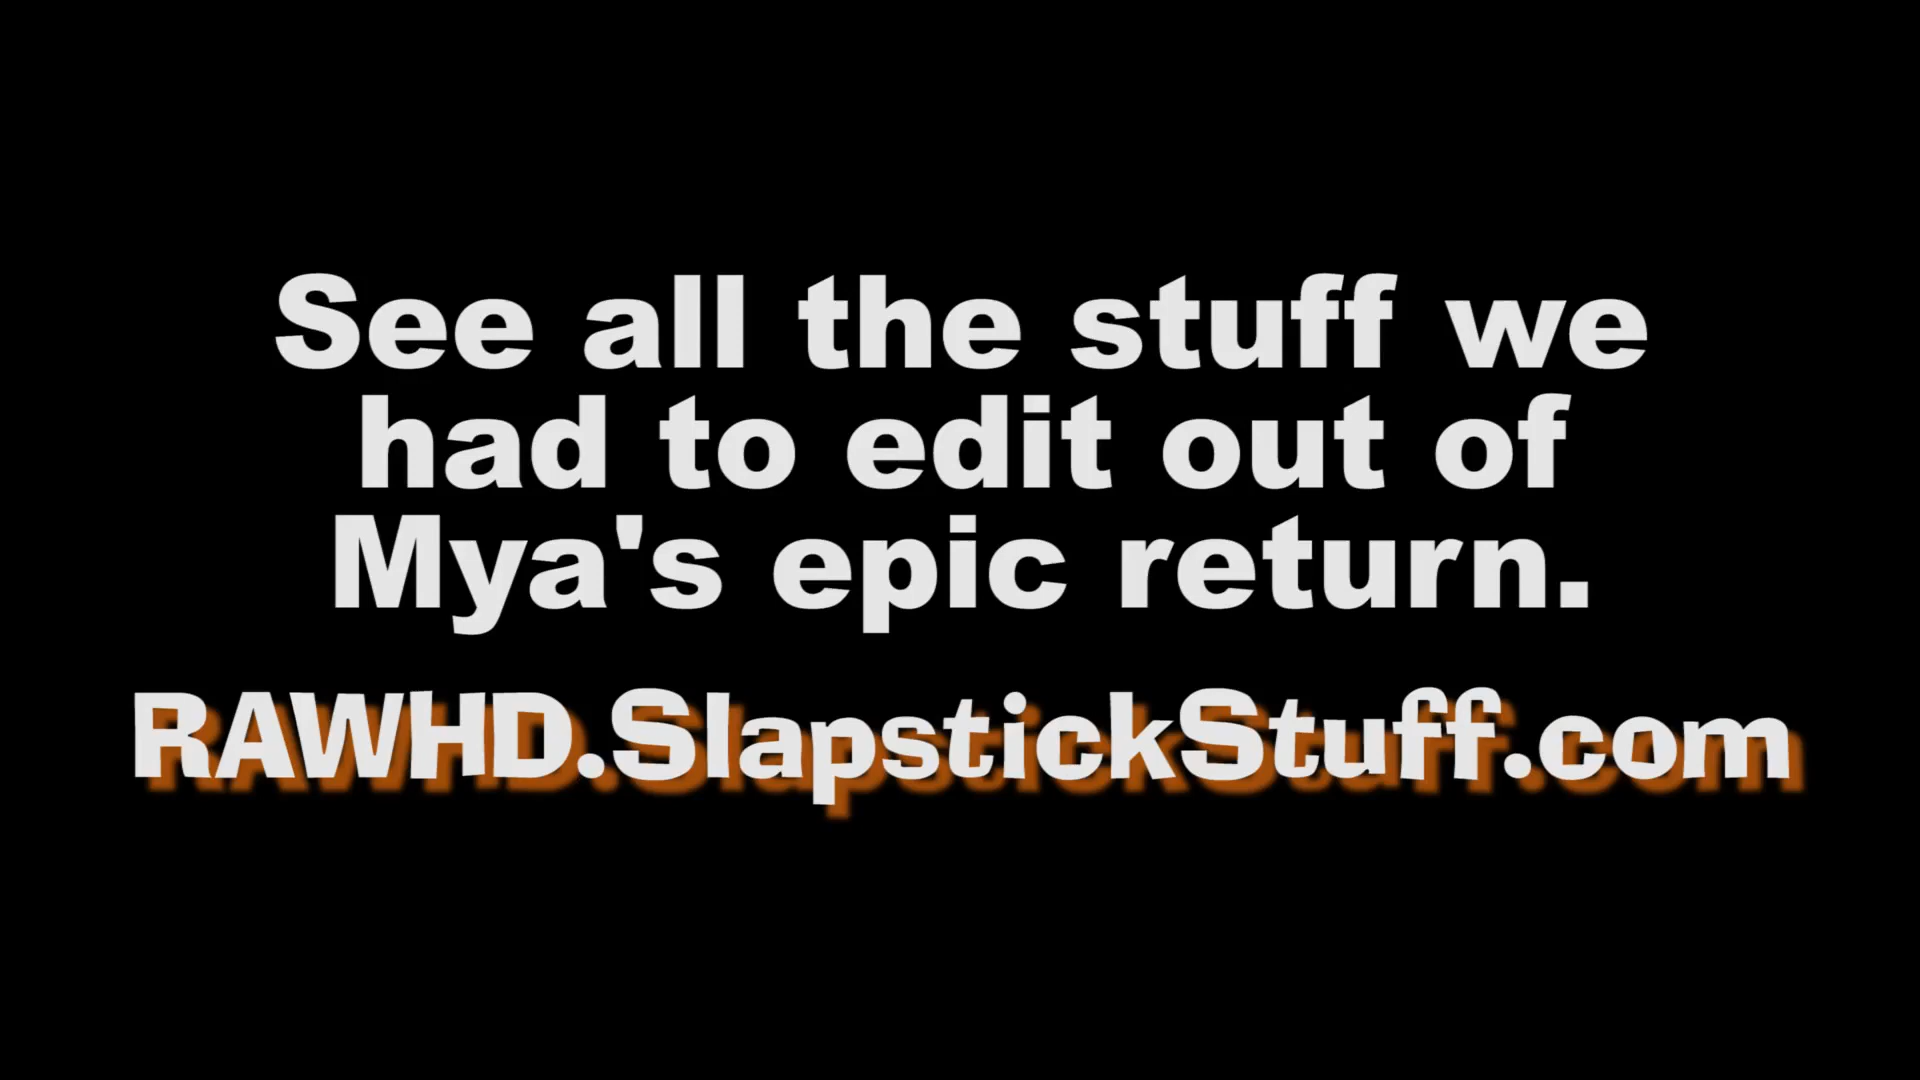 See all the stuff we
had to edit out of
Mya's epic return.
RAWHD.SlapstickStuff.com